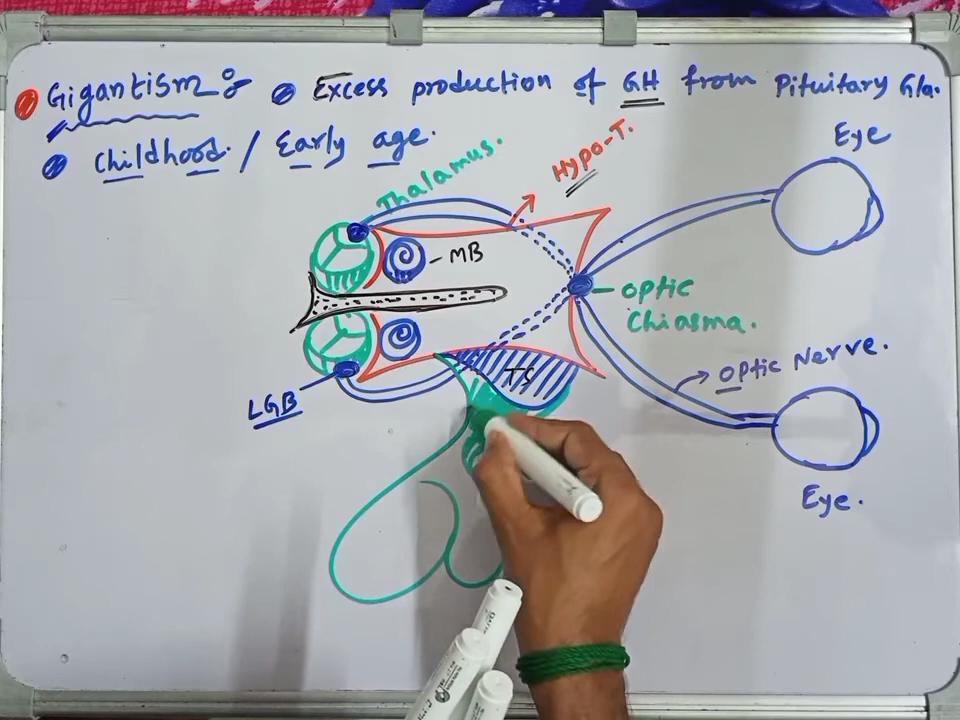 Gigantism : Excess production of GH from Pituitary Gla.
Childhood / Early age.
Thalamus.
Hypo-T.
Eye
MB
Optic
Chiasma.
Optic Nerve.
TC
LGB
Eye.